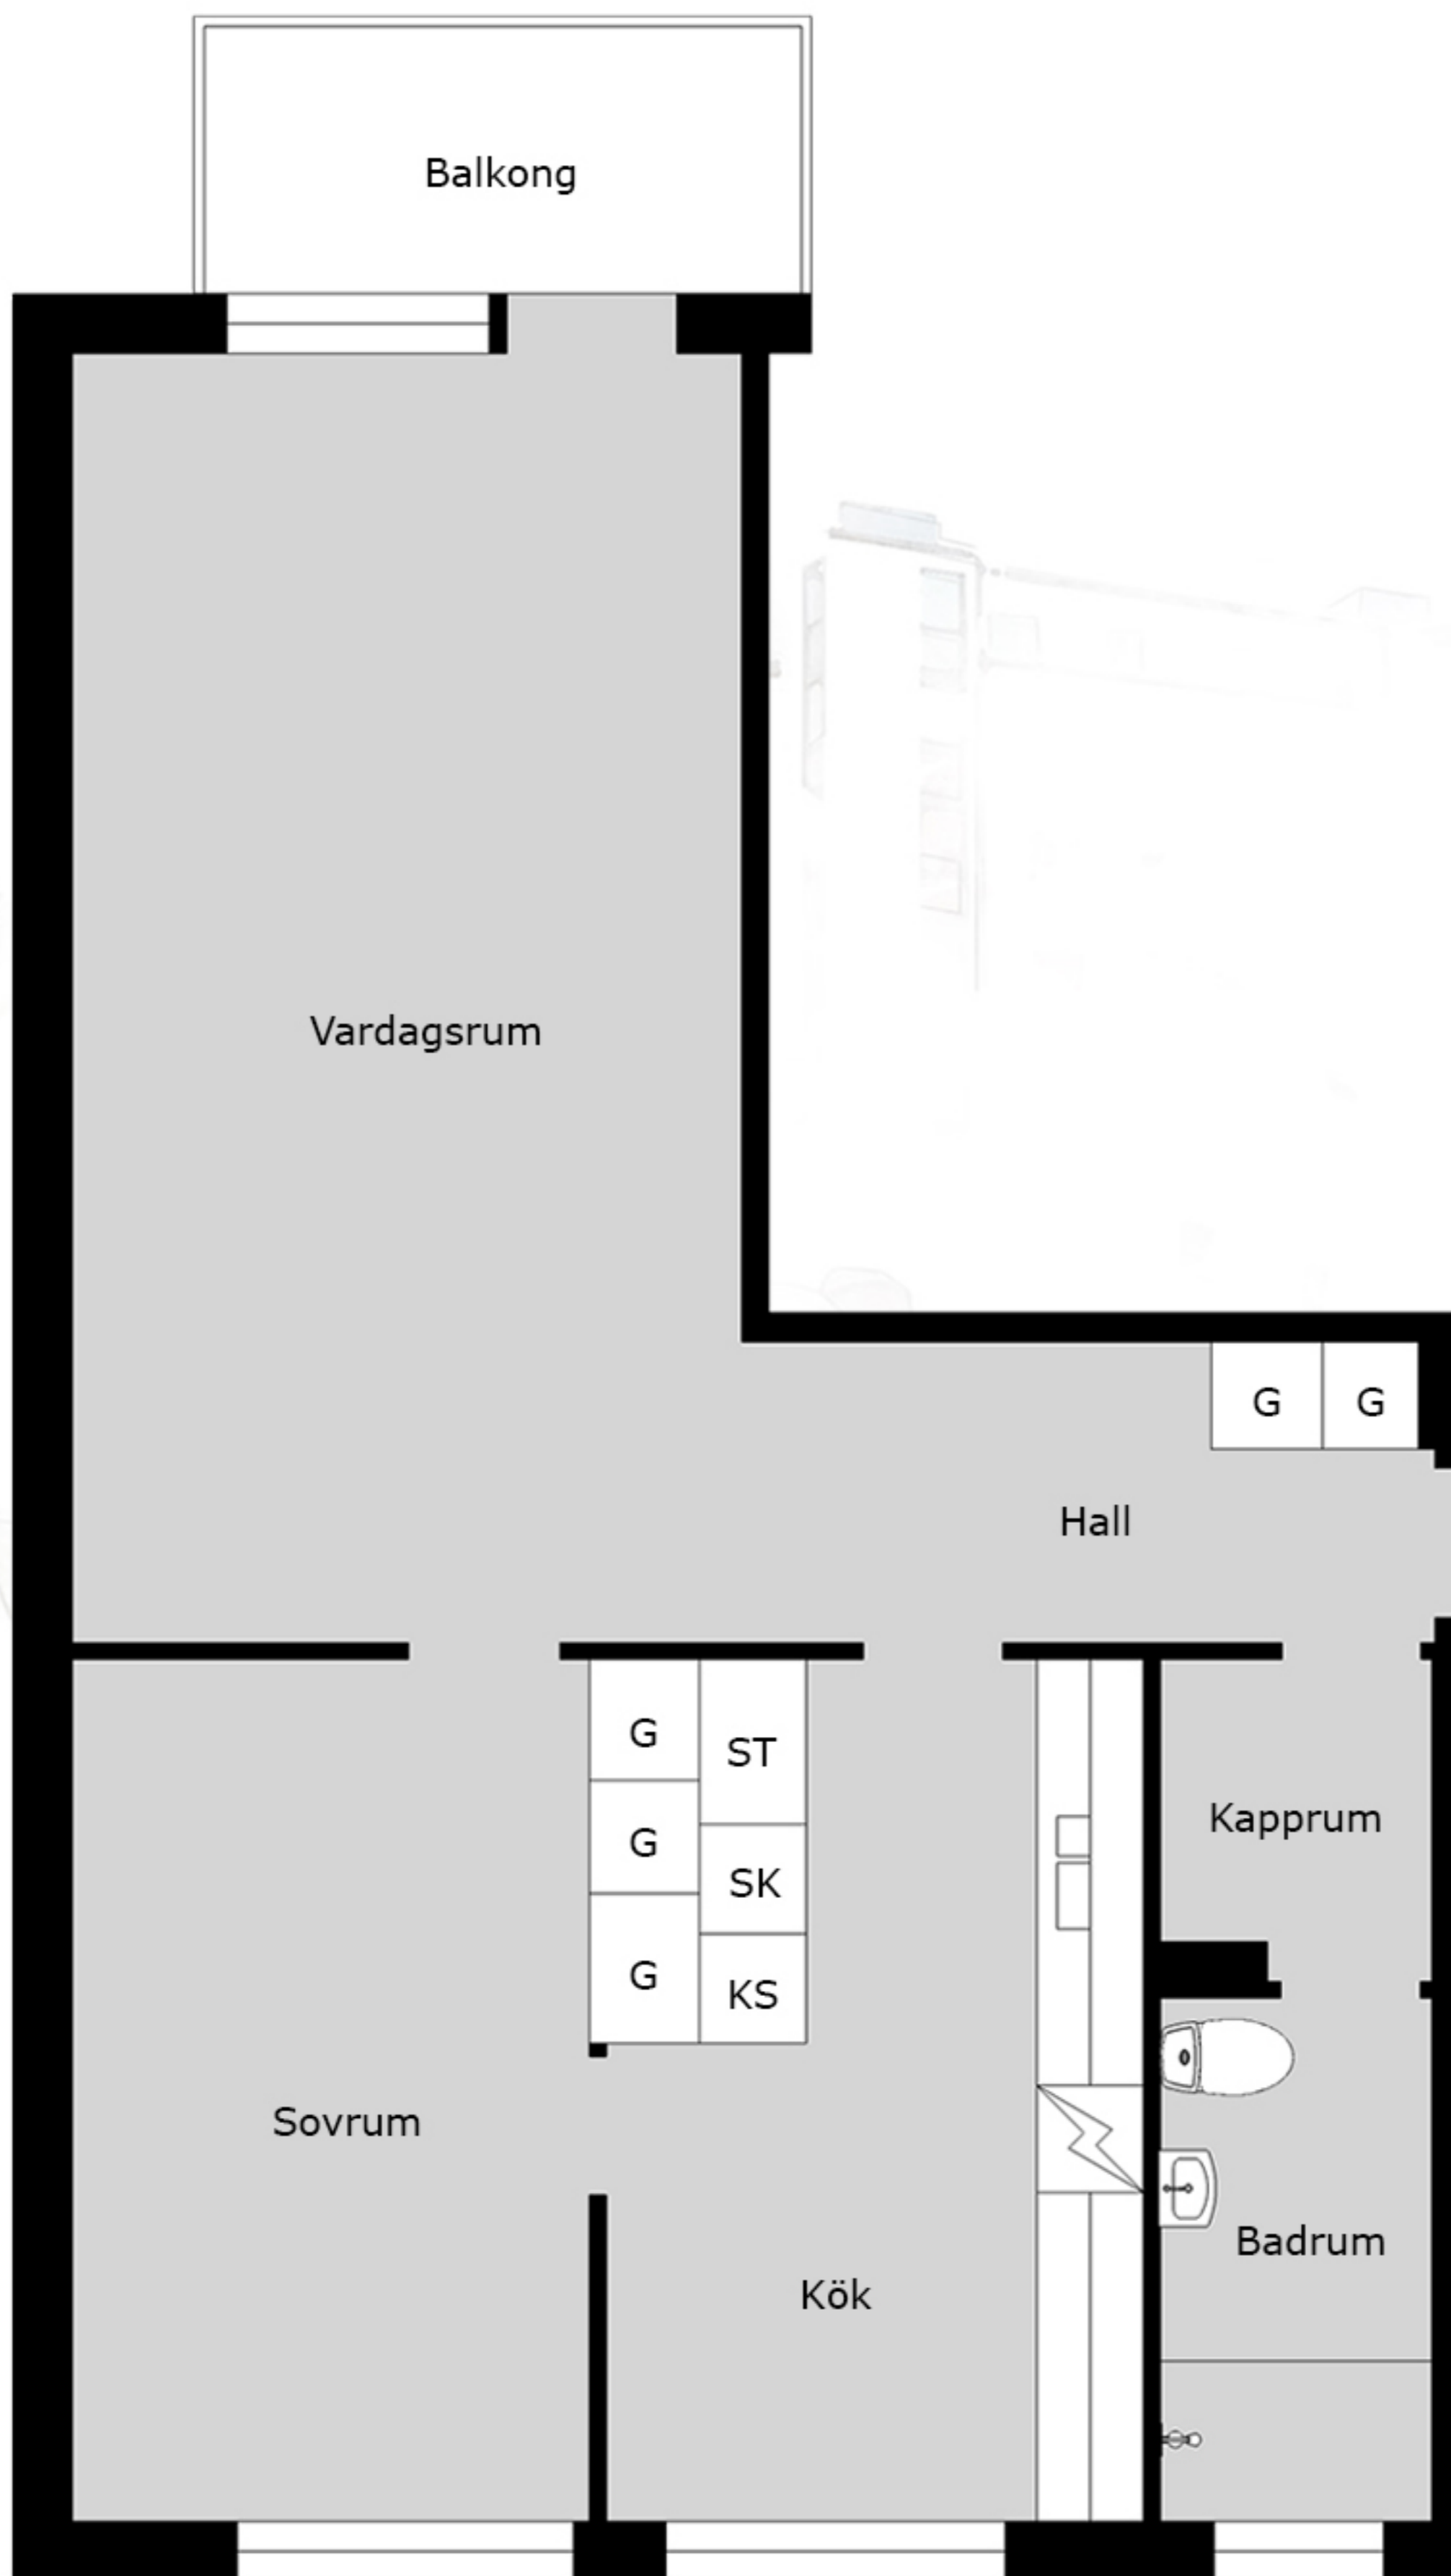 Balkong
Vardagsrum
G G
Hall
G
ST
Kapprum
G
SK
G
KS
Sovrum
Badrum
Kök